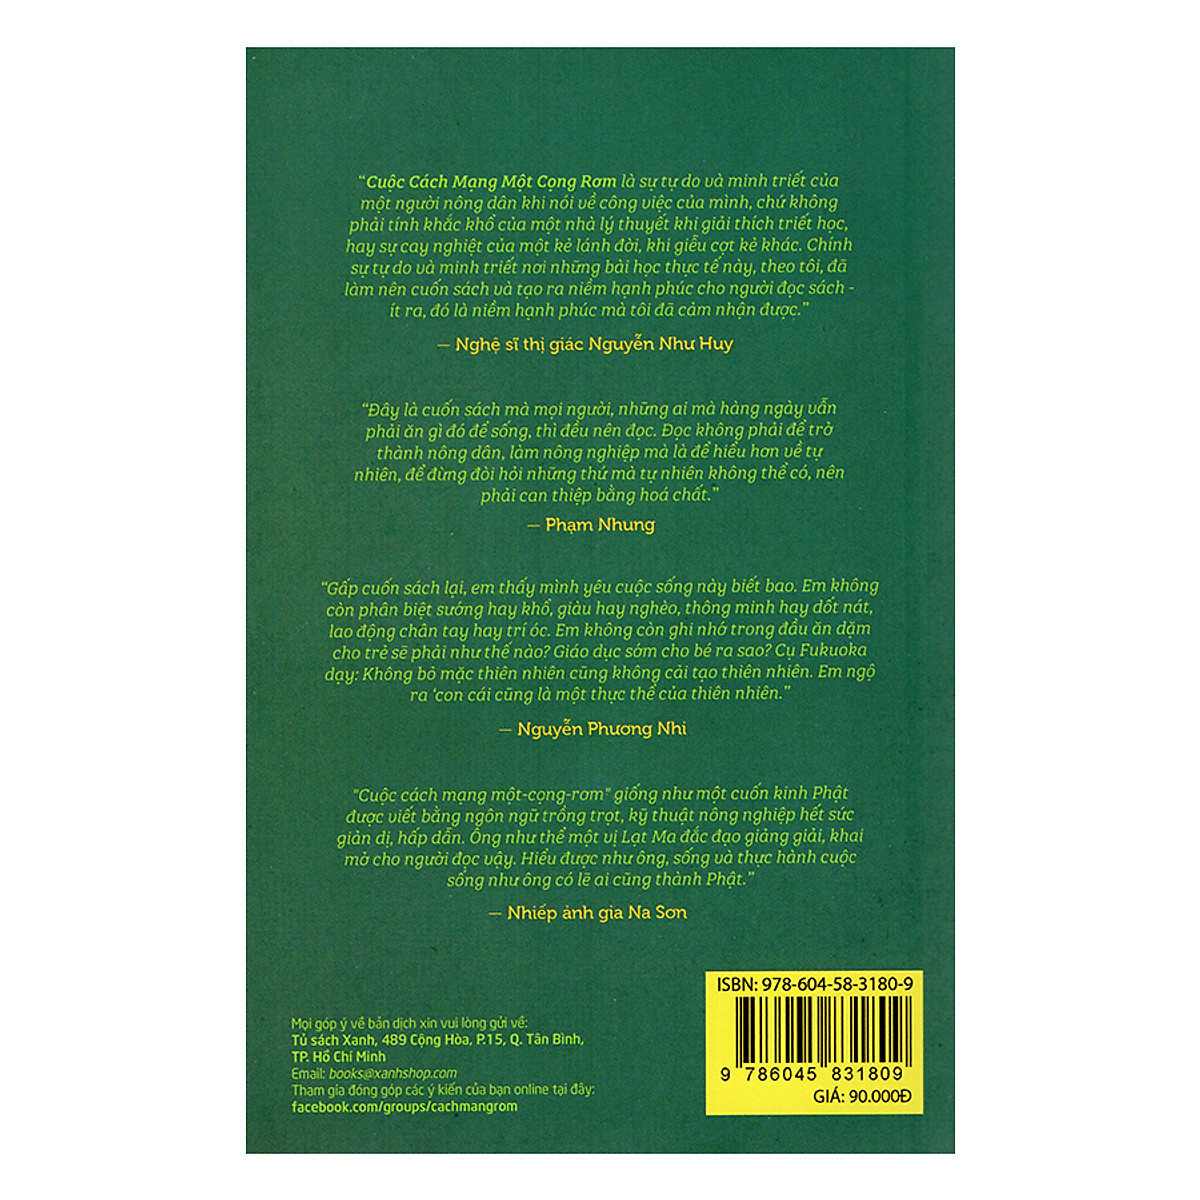 “Cuộc Cách Mạng Một Cọng Rơm là sự tự do và minh triết của
một người nông dân khi nói về công việc của mình, chứ không
phải tính khắc khổ của một nhà lý thuyết khi giải thích triết học,
hay sự cay nghiệt của một kẻ lánh đời, khi giễu cợt kẻ khác. Chính
sự tự do và minh triết nơi những bài học thực tế này, theo tôi, đã
làm nên cuốn sách và tạo ra niềm hạnh phúc cho người đọc sách -
ít ra, đó là niềm hạnh phúc mà tôi đã cảm nhận được.”
— Nghệ sĩ thị giác Nguyễn Như Huy
“Đây là cuốn sách mà mọi người, những ai mà hàng ngày vẫn
phải ăn gì đó để sống, thì đều nên đọc. Đọc không phải để trở
thành nông dân, làm nông nghiệp mà là để hiểu hơn về tự
nhiên, để đừng đòi hỏi những thứ mà tự nhiên không thể có, nên
phải can thiệp bằng hoá chất.”
— Phạm Nhung
“Gấp cuốn sách lại, em thấy mình yêu cuộc sống này biết bao. Em không
còn phân biệt sướng hay khổ, giàu hay nghèo, thông minh hay dốt nát,
lao động chân tay hay trí óc. Em không còn ghi nhớ trong đầu ăn dặm
cho trẻ sẽ phải như thế nào? Giáo dục sớm cho bé ra sao? Cụ Fukuoka
dạy: Không bỏ mặc thiên nhiên cũng không cải tạo thiên nhiên. Em ngộ
ra ‘con cái cũng là một thực thể của thiên nhiên.”
— Nguyễn Phương Nhi
"Cuộc cách mạng một-cọng-rơm" giống như một cuốn kinh Phật
được viết bằng ngôn ngữ trồng trọt, kỹ thuật nông nghiệp hết sức
giản dị, hấp dẫn. Ông như thể một vị Lạt Ma đắc đạo giảng giải, khai
mở cho người đọc vậy. Hiểu được như ông, sống và thực hành cuộc
sống như ông có lẽ ai cũng thành Phật.”
— Nhiếp ảnh gia Na Sơn
Mọi góp ý về bản dịch xin vui lòng gửi về:
Tủ sách Xanh, 489 Cộng Hòa, P.15, Q. Tân Bình,
TP. Hồ Chí Minh
Email: books@xanhshop.com
Tham gia đóng góp các ý kiến của bạn online tại đây:
facebook.com/groups/cachmangrom
ISBN: 978-604-58-3180-9
9 786045 831809
GIÁ: 90.000Đ